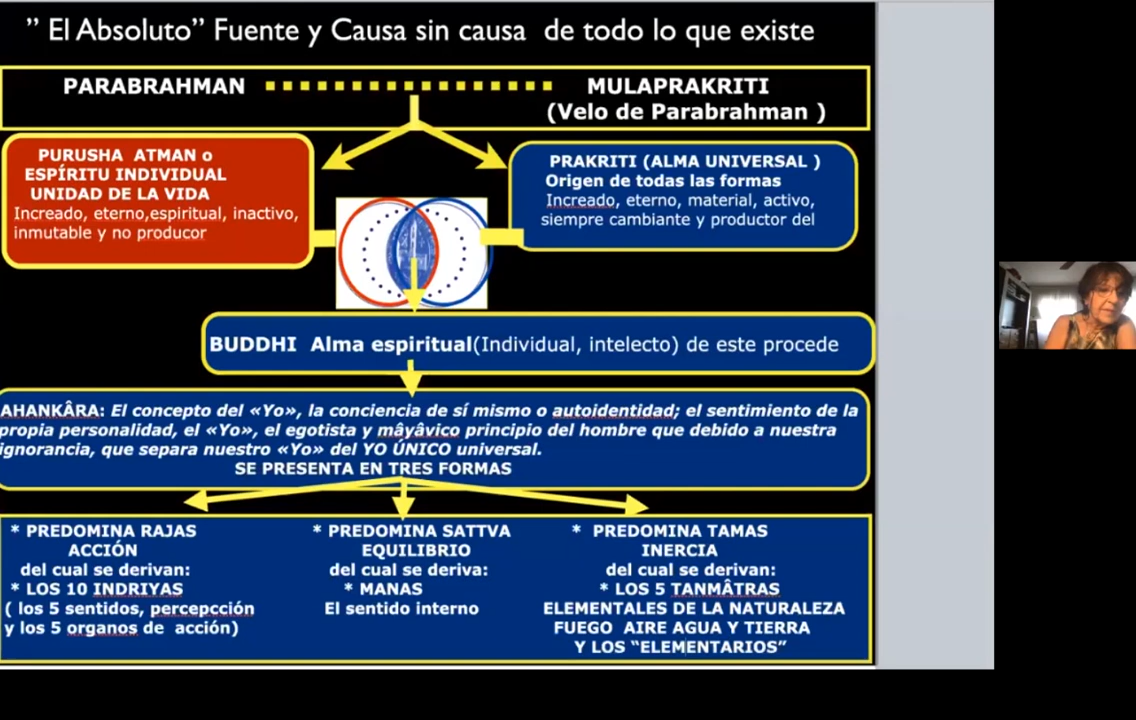 ” El Absoluto” Fuente y Causa sin causa de todo lo que existe
PARABRAHMAN
MULAPRAKRITI
(Velo de Parabrahman )
PURUSHA ATMAN o
ESPÍRITU INDIVIDUAL
UNIDAD DE LA VIDA
Increado, eterno,espiritual, inactivo,
inmutable y no producor
PRAKRITI (ALMA UNIVERSAL )
Origen de todas las formas
Increado, eterno, material, activo,
siempre cambiante y productor del
BUDDHI Alma espiritual(Individual, intelecto) de este procede
AHANKÂRA: El concepto del «Yo», la conciencia de sí mismo o autoidentidad; el sentimiento de la
propia personalidad, el «Yo», el egotista y mâyâvico principio del hombre que debido a nuestra
ignorancia, que separa nuestro «Yo» del YO ÚNICO universal.
SE PRESENTA EN TRES FORMAS
* PREDOMINA RAJAS
ACCIÓN
del cual se derivan:
* LOS 10 INDRIYAS
( los 5 sentidos, percepcción
y los 5 organos de acción)
* PREDOMINA SATTVA
EQUILIBRIO
del cual se deriva:
* MANAS
El sentido interno
* PREDOMINA TAMAS
INERCIA
del cual se derivan:
* LOS 5 TANMÂTRAS
ELEMENTALES DE LA NATURALEZA
FUEGO AIRE AGUA Y TIERRA
Y LOS “ELEMENTARIOS”